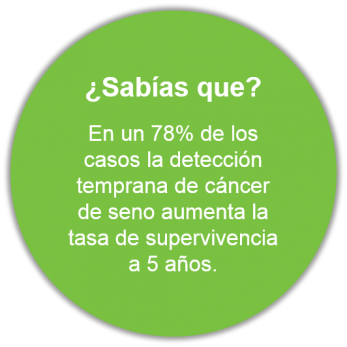 ¿Sabías que?
En un 78% de los
casos la detección
temprana de cáncer
de seno aumenta la
tasa de supervivencia
a 5 años.